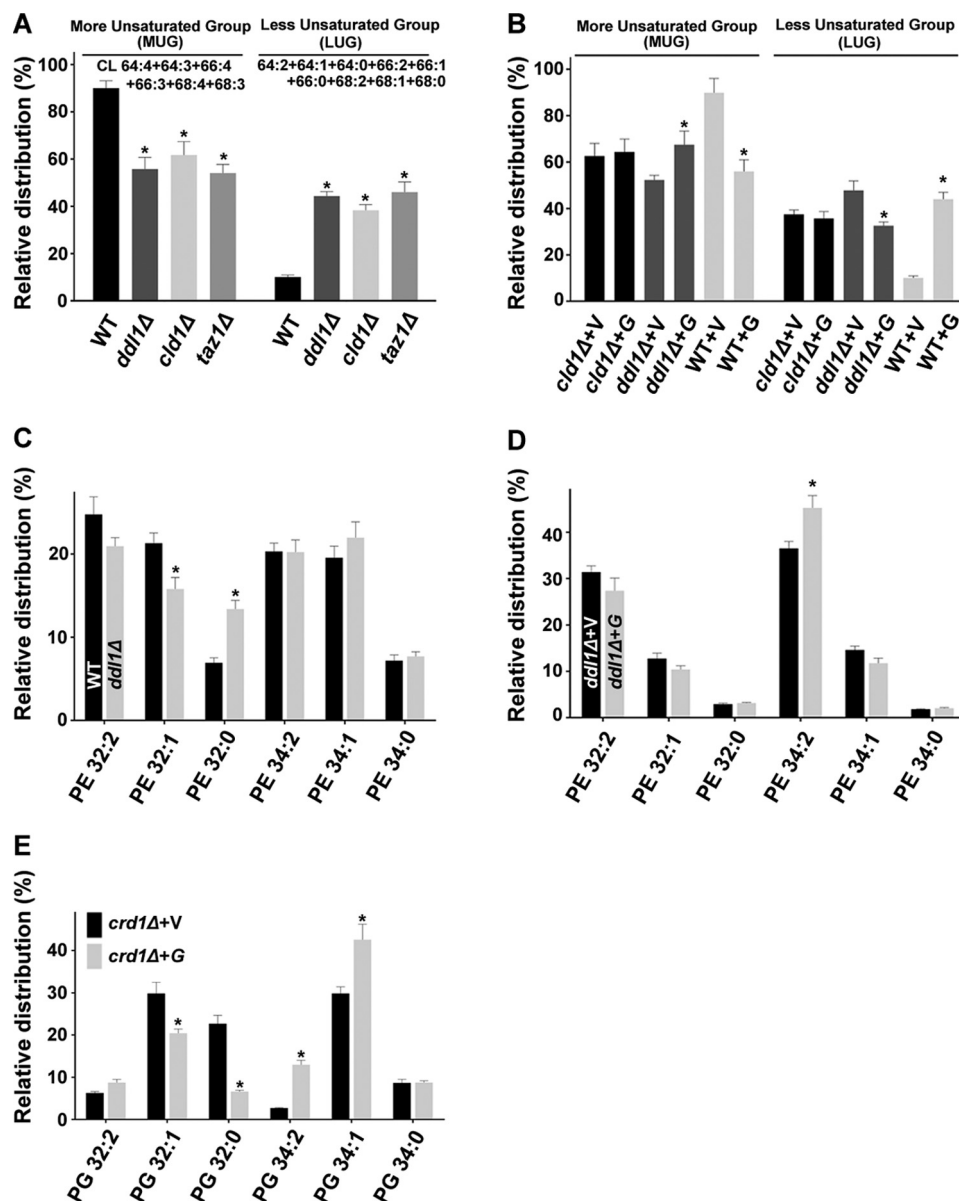 A
More Unsaturated Group
(MUG)
Less Unsaturated Group
(LUG)
CL 64:4+64:3+66:4
+66:3+68:4+68:3
64:2+64:1+64:0+66:2+66:1
+66:0+68:2+68:1+68:0
Relative distribution (%)
100
80
60
40
20
0
* * * * * *
WT
ddl1Δ
cld1Δ
taz1Δ
WT
ddl1Δ
cld1Δ
taz1Δ
B
More Unsaturated Group
(MUG)
Less Unsaturated Group
(LUG)
Relative distribution (%)
100
80
60
40
20
0
* * * *
cld1Δ+V
cld1Δ+G
ddl1Δ+V
ddl1Δ+G
WT+V
WT+G
cld1Δ+V
cld1Δ+G
ddl1Δ+V
ddl1Δ+G
WT+V
WT+G
C
Relative distribution (%)
20
10
0
* *
WT
ddl1Δ
PE 32:2
PE 32:1
PE 32:0
PE 34:2
PE 34:1
PE 34:0
D
Relative distribution (%)
40
30
20
10
0
*
ddl1Δ+V
ddl1Δ+G
PE 32:2
PE 32:1
PE 32:0
PE 34:2
PE 34:1
PE 34:0
E
Relative distribution (%)
40
30
20
10
0
crd1Δ+V
crd1Δ+G
* * * *
PG 32:2
PG 32:1
PG 32:0
PG 34:2
PG 34:1
PG 34:0